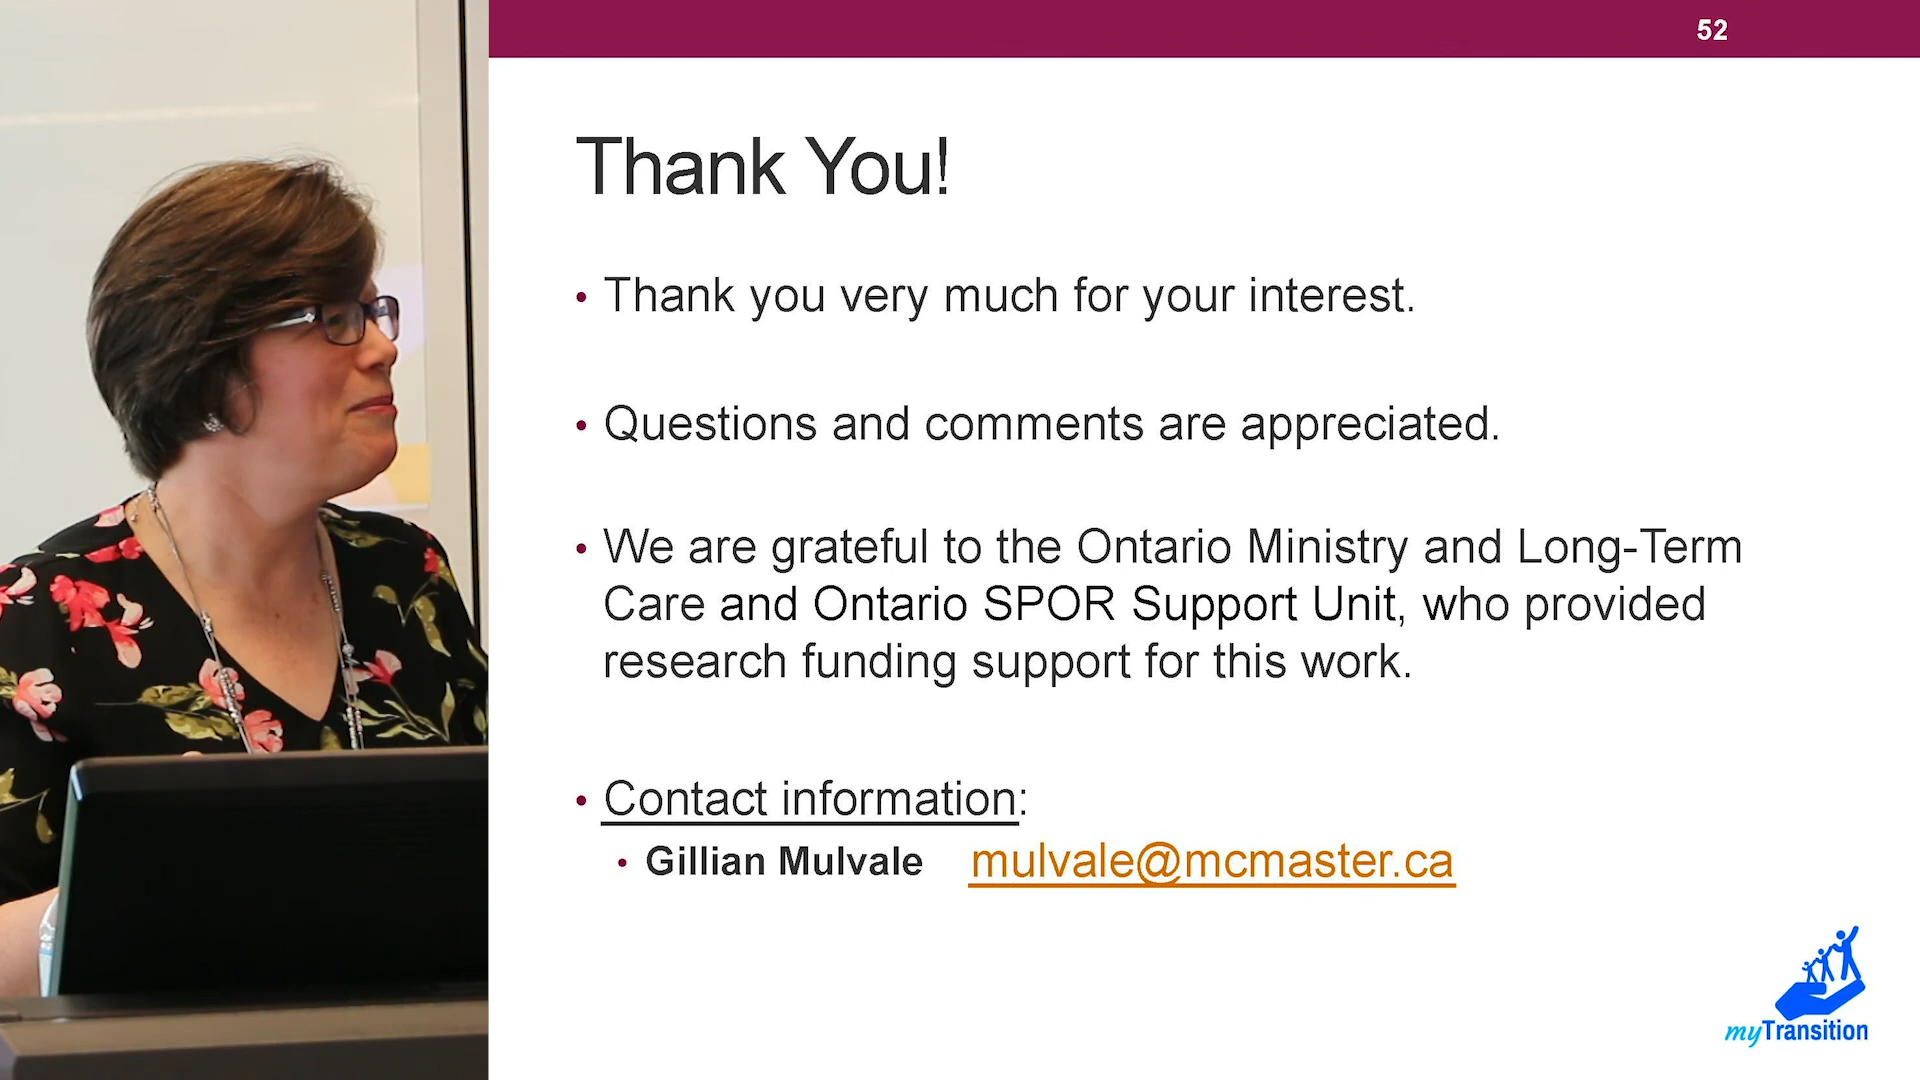 52
Thank You!
• Thank you very much for your interest.
• Questions and comments are appreciated.
• We are grateful to the Ontario Ministry and Long-Term
Care and Ontario SPOR Support Unit, who provided
research funding support for this work.
• Contact information:
• Gillian Mulvale mulvale@mcmaster.ca
myTransition